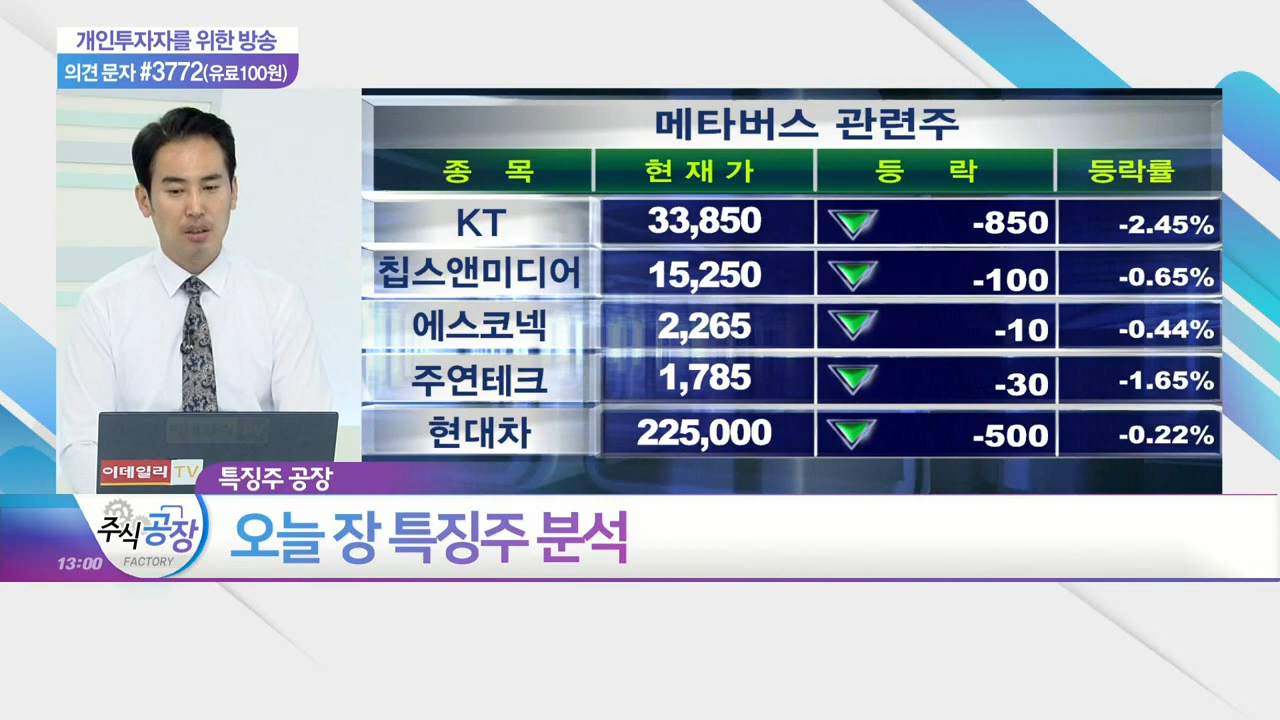 개인투자자를 위한 방송
의견 문자 #3772(유료100원)
메타버스 관련주
종 목 현 재 가 등 락 등락률
KT 33,850 -850 -2.45%
칩스앤미디어 15,250 -100 -0.65%
에스코넥 2,265 -10 -0.44%
주연테크 1,785 -30 -1.65%
현대차 225,000 -500 -0.22%
이데일리TV
특징주 공장
주식공장
FACTORY
13:00
오늘 장 특징주 분석